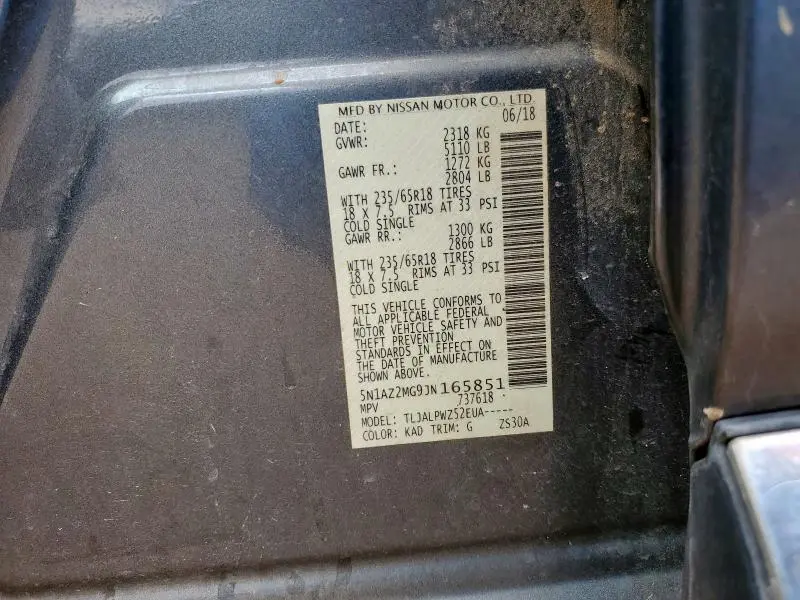 MFD BY NISSAN MOTOR CO., LTD.
DATE: 06/18
GVWR: 2318 KG
5110 LB
GAWR FR.: 1272 KG
2804 LB
WITH 235/65R18 TIRES
18 X 7.5 RIMS AT 33 PSI
COLD SINGLE
GAWR RR.: 1300 KG
2866 LB
WITH 235/65R18 TIRES
18 X 7.5 RIMS AT 33 PSI
COLD SINGLE
THIS VEHICLE CONFORMS TO
ALL APPLICABLE FEDERAL
MOTOR VEHICLE SAFETY AND
THEFT PREVENTION
STANDARDS IN EFFECT ON
THE DATE OF MANUFACTURE
SHOWN ABOVE.
5N1AZ2MG9JN165851
MPV 737618
MODEL: TLJALPWZ52EUA-----
COLOR: KAD TRIM: G ZS30A